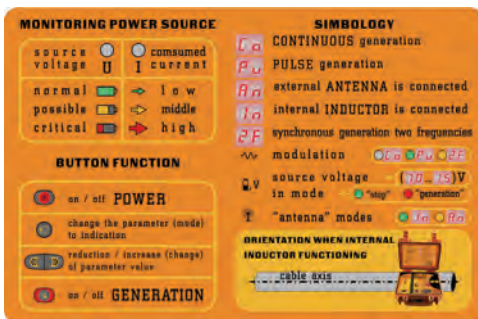 MONITORING POWER SOURCE
source voltage U
comsumed current I
normal low
possible middle
critical high
BUTTON FUNCTION
on / off POWER
change the parameter (mode)
to indication
reduction / increase (change)
of parameter value
on / off GENERATION
SIMBOLOGY
Co CONTINUOUS generation
Pu PULSE generation
An external ANTENNA is connected
In internal INDUCTOR is connected
2F synchronous generation two frequencies
modulation Co Pu 2F
,V source voltage (10...15)V
in mode "stop" "generation"
"antenna" modes In An
ORIENTATION WHEN INTERNAL
INDUCTOR FUNCTIONING
cable axis